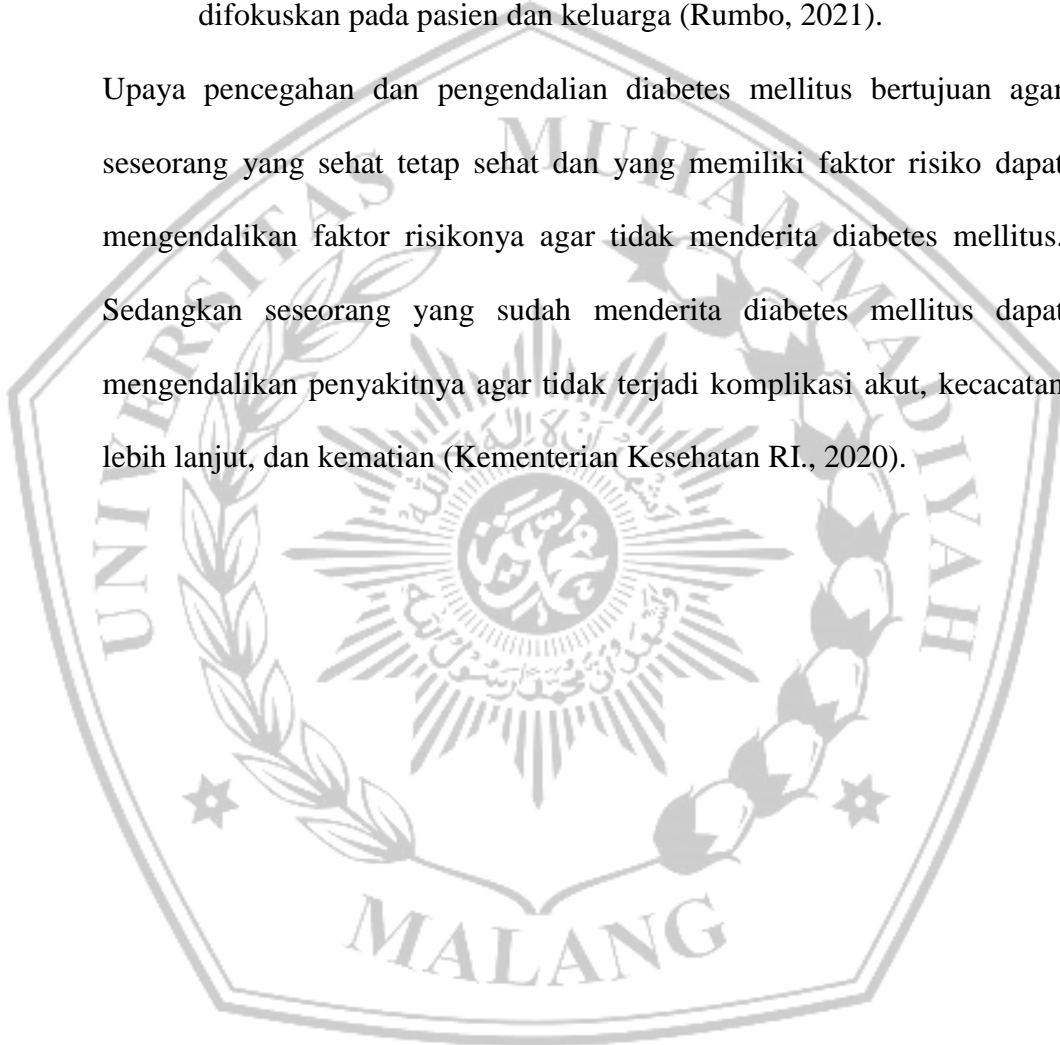 difokuskan pada pasien dan keluarga (Rumbo, 2021).
Upaya pencegahan dan pengendalian diabetes mellitus bertujuan agar
seseorang yang sehat tetap sehat dan yang memiliki faktor risiko dapat
mengendalikan faktor risikonya agar tidak menderita diabetes mellitus.
Sedangkan seseorang yang sudah menderita diabetes mellitus dapat
mengendalikan penyakitnya agar tidak terjadi komplikasi akut, kecacatan
lebih lanjut, dan kematian (Kementerian Kesehatan RI., 2020).
UNIVERSITAS MUHAMMADIYAH
MALANG